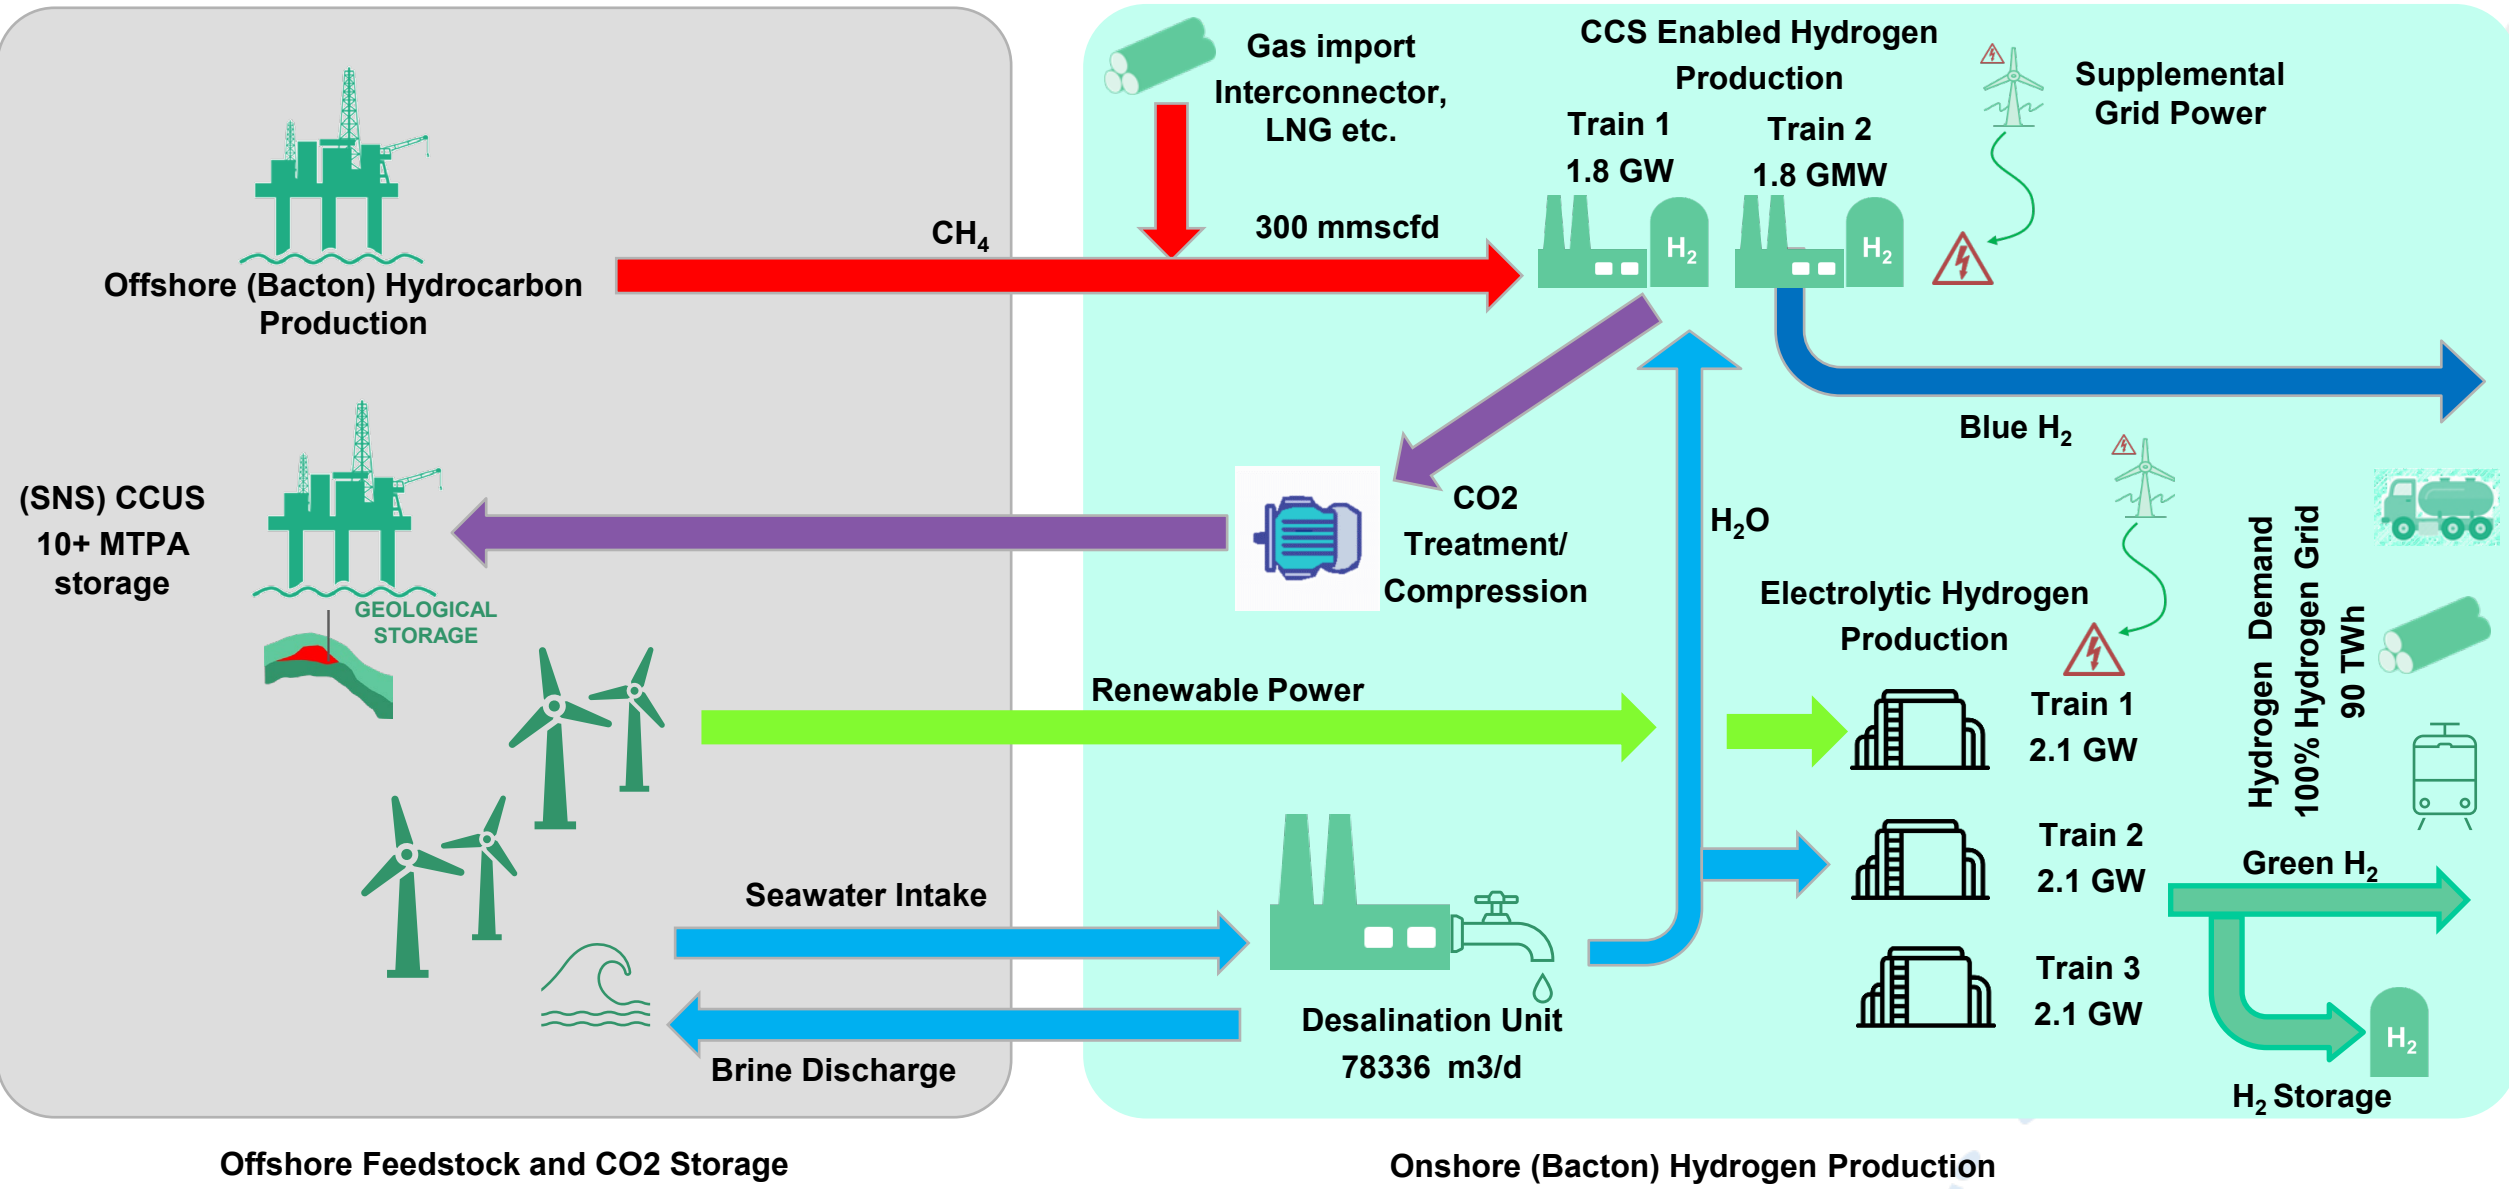 Gas import
Interconnector,
LNG etc.
CCS Enabled Hydrogen
Production
Train 1
1.8 GW
Train 2
1.8 GMW
Supplemental
Grid Power
CH₄
300 mmscfd
H₂
H₂
Offshore (Bacton) Hydrocarbon
Production
Blue H₂
(SNS) CCUS
10+ MTPA
storage
GEOLOGICAL
STORAGE
CO2
Treatment/
Compression
H₂O
Electrolytic Hydrogen
Production
Hydrogen Demand
100% Hydrogen Grid
90 TWh
Renewable Power
Train 1
2.1 GW
Train 2
2.1 GW
Train 3
2.1 GW
Green H₂
Seawater Intake
Brine Discharge
Desalination Unit
78336 m3/d
H₂
H₂ Storage
Offshore Feedstock and CO2 Storage
Onshore (Bacton) Hydrogen Production